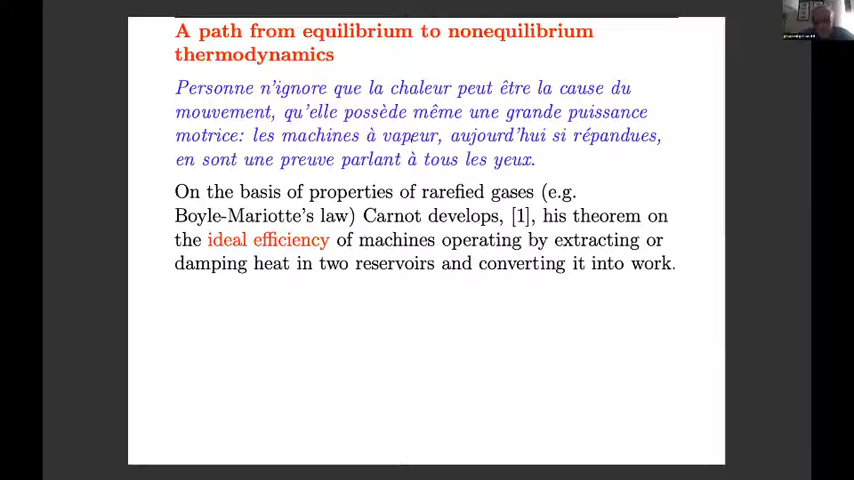 A path from equilibrium to nonequilibrium
thermodynamics
Personne n'ignore que la chaleur peut être la cause du
mouvement, qu'elle possède même une grande puissance
motrice: les machines à vapeur, aujourd'hui si répandues,
en sont une preuve parlant à tous les yeux.
On the basis of properties of rarefied gases (e.g.
Boyle-Mariotte's law) Carnot develops, [1], his theorem on
the ideal efficiency of machines operating by extracting or
damping heat in two reservoirs and converting it into work.